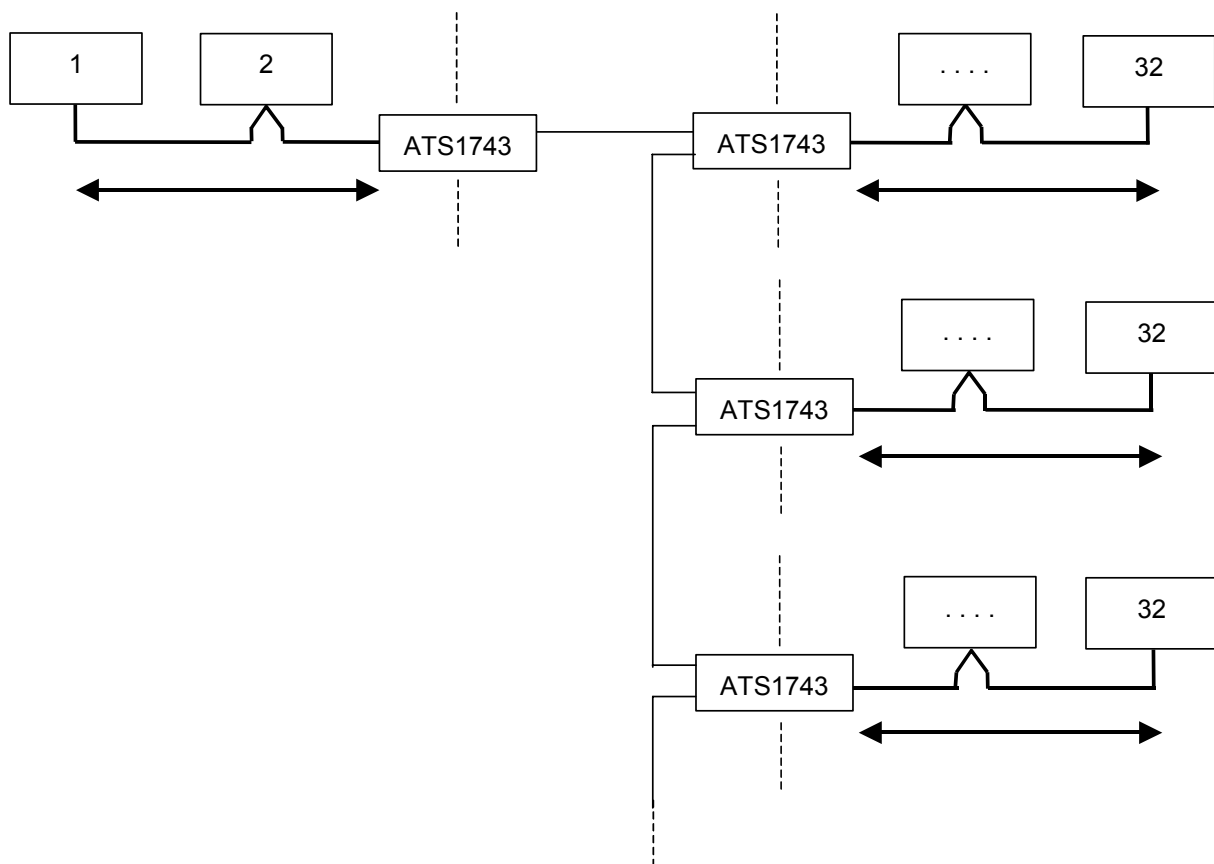 1
2
ATS1743
ATS1743
. . . .
32
ATS1743
. . . .
32
ATS1743
. . . .
32